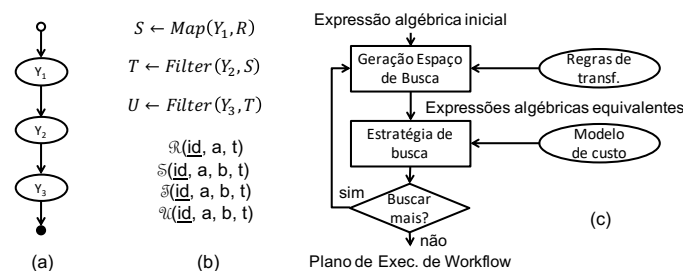 Y1
Y2
Y3
(a)
S ← Map(Y1, R)
T ← Filter(Y2, S)
U ← Filter(Y3, T)
ℛ(id, a, t)
𝒮(id, a, b, t)
𝒯(id, a, b, t)
𝒰(id, a, b, t)
(b)
Expressão algébrica inicial
Geração Espaço
de Busca
Regras de
transf.
Expressões algébricas equivalentes
Estratégia de
busca
Modelo
de custo
sim
Buscar
mais?
não
(c)
Plano de Exec. de Workflow